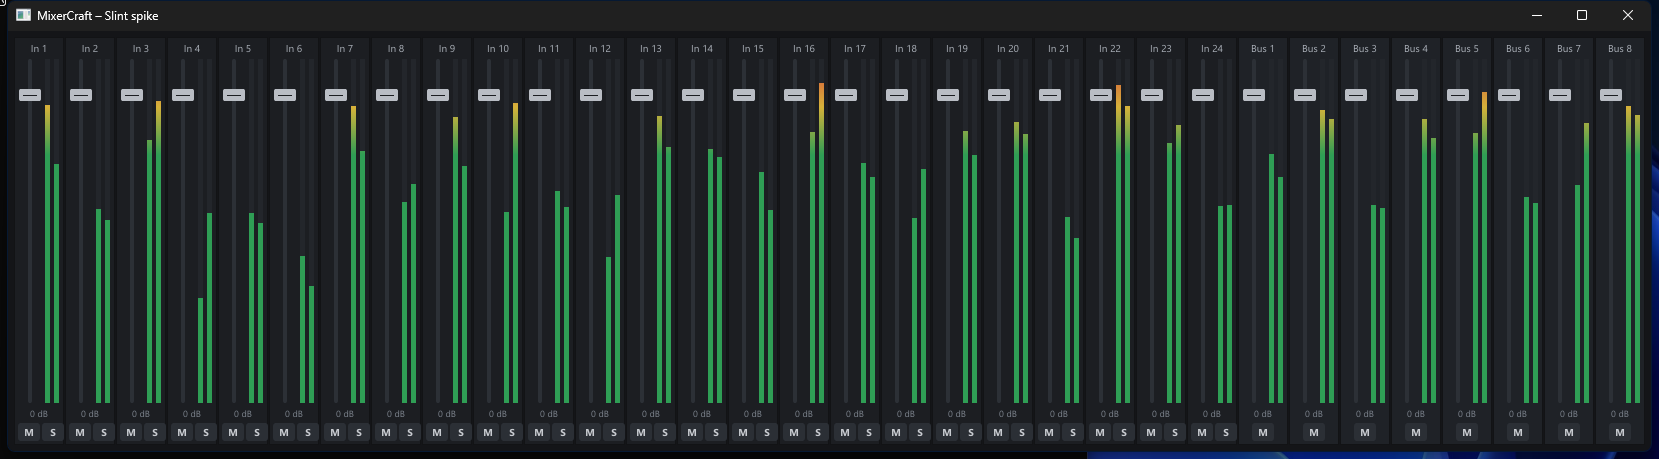 MixerCraft – Slint spike
In 1 In 2 In 3 In 4 In 5 In 6 In 7 In 8 In 9 In 10 In 11 In 12 In 13 In 14 In 15 In 16 In 17 In 18 In 19 In 20 In 21 In 22 In 23 In 24 Bus 1 Bus 2 Bus 3 Bus 4 Bus 5 Bus 6 Bus 7 Bus 8
0 dB 0 dB 0 dB 0 dB 0 dB 0 dB 0 dB 0 dB 0 dB 0 dB 0 dB 0 dB 0 dB 0 dB 0 dB 0 dB 0 dB 0 dB 0 dB 0 dB 0 dB 0 dB 0 dB 0 dB 0 dB 0 dB 0 dB 0 dB 0 dB 0 dB 0 dB 0 dB
M S M S M S M S M S M S M S M S M S M S M S M S M S M S M S M S M S M S M S M S M S M S M S M S M M M M M M M M